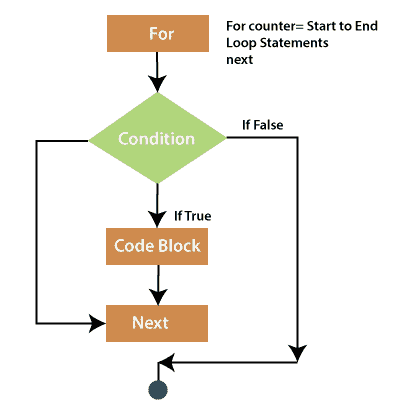 For
For counter= Start to End
Loop Statements
next
Condition
If False
If True
Code Block
Next